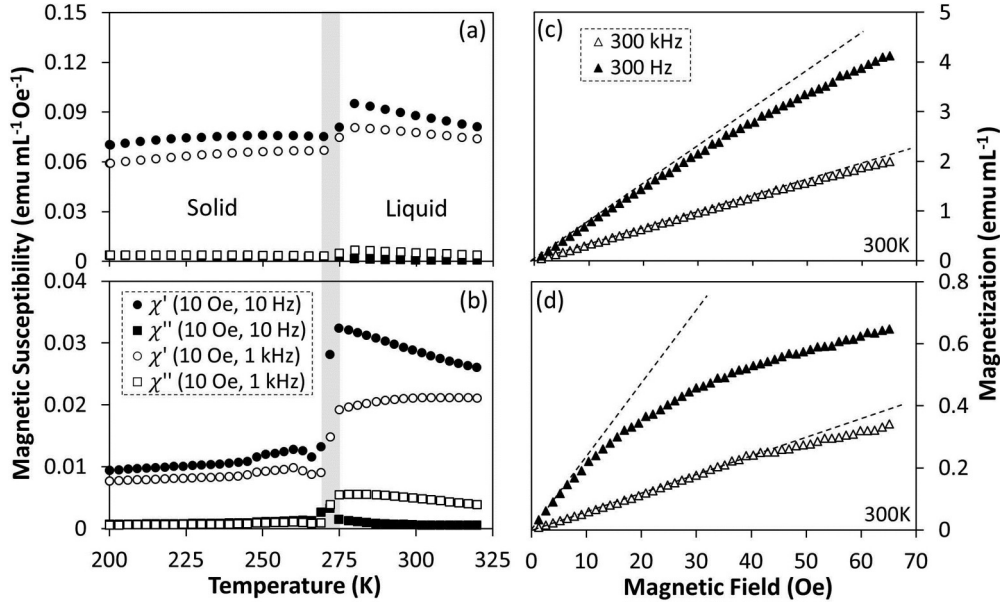 Magnetic Susceptibility (emu mL⁻¹Oe⁻¹)
0.15
0.12
0.09
0.06
0.03
0
(a)
Solid
Liquid
0.04
0.03
0.02
0.01
0
(b)
χ' (10 Oe, 10 Hz)
χ'' (10 Oe, 10 Hz)
χ' (10 Oe, 1 kHz)
χ'' (10 Oe, 1 kHz)
200
225
250
275
300
325
Temperature (K)
(c)
300 kHz
300 Hz
300K
5
4
3
2
1
0
(d)
300K
0.8
0.6
0.4
0.2
0
0
10
20
30
40
50
60
70
Magnetic Field (Oe)
Magnetization (emu mL⁻¹)